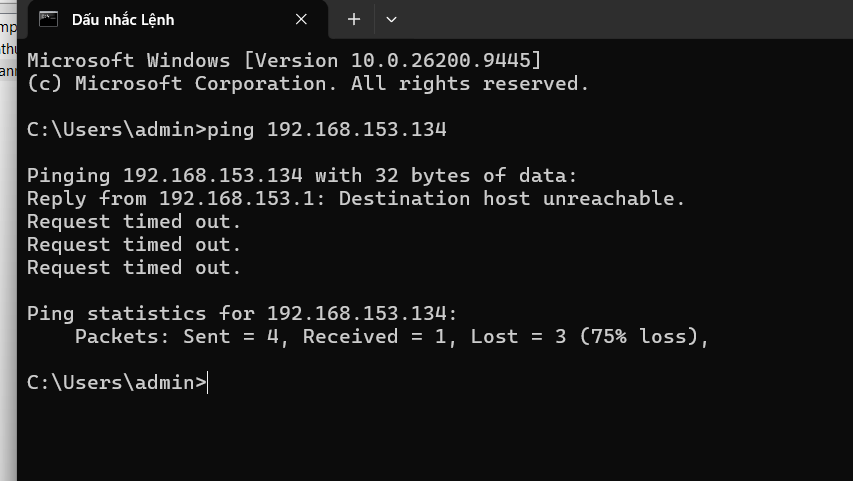 Dấu nhắc Lệnh
Microsoft Windows [Version 10.0.26200.9445]
(c) Microsoft Corporation. All rights reserved.
C:\Users\admin>ping 192.168.153.134
Pinging 192.168.153.134 with 32 bytes of data:
Reply from 192.168.153.1: Destination host unreachable.
Request timed out.
Request timed out.
Request timed out.
Ping statistics for 192.168.153.134:
    Packets: Sent = 4, Received = 1, Lost = 3 (75% loss),
C:\Users\admin>